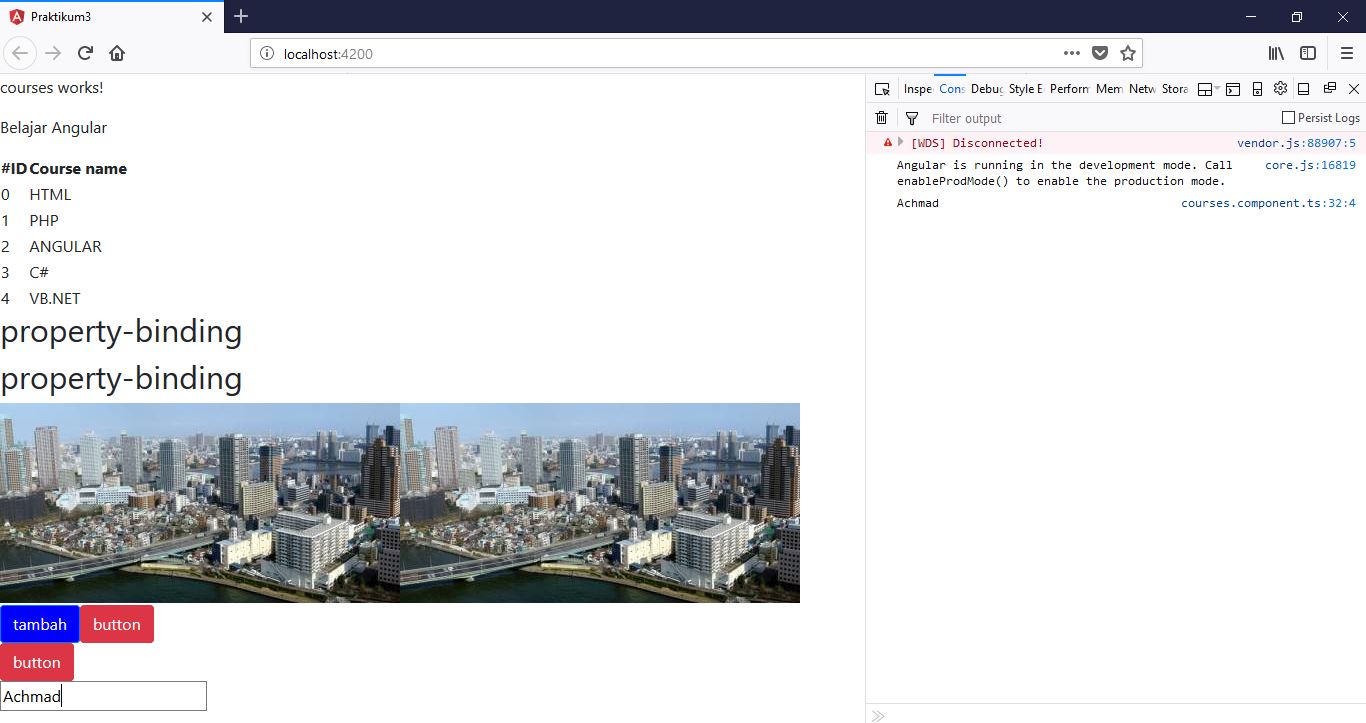 Praktikum3
localhost:4200
courses works!
Belajar Angular
#ID Course name
0 HTML
1 PHP
2 ANGULAR
3 C#
4 VB.NET
property-binding
property-binding
tambah button
button
Achmad
Inspe Cons Debug Style E Perform Mem Netw Stora
Filter output Persist Logs
[WDS] Disconnected! vendor.js:88907:5
Angular is running in the development mode. Call core.js:16819
enableProdMode() to enable the production mode.
Achmad courses.component.ts:32:4